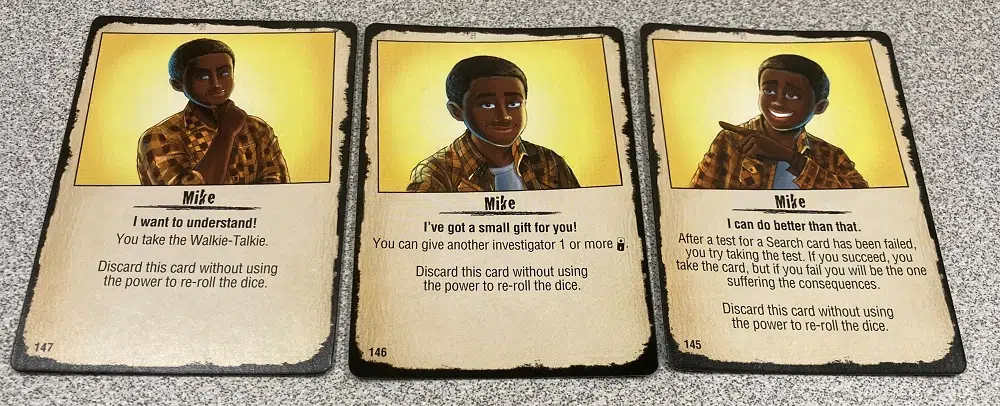 Mike
I want to understand!
You take the Walkie-Talkie.
Discard this card without using
the power to re-roll the dice.
147
Mike
I've got a small gift for you!
You can give another investigator 1 or more .
Discard this card without using
the power to re-roll the dice.
146
Mike
I can do better than that.
After a test for a Search card has been failed,
you try taking the test. If you succeed, you
take the card, but if you fail you will be the one
suffering the consequences.
Discard this card without using
the power to re-roll the dice.
145